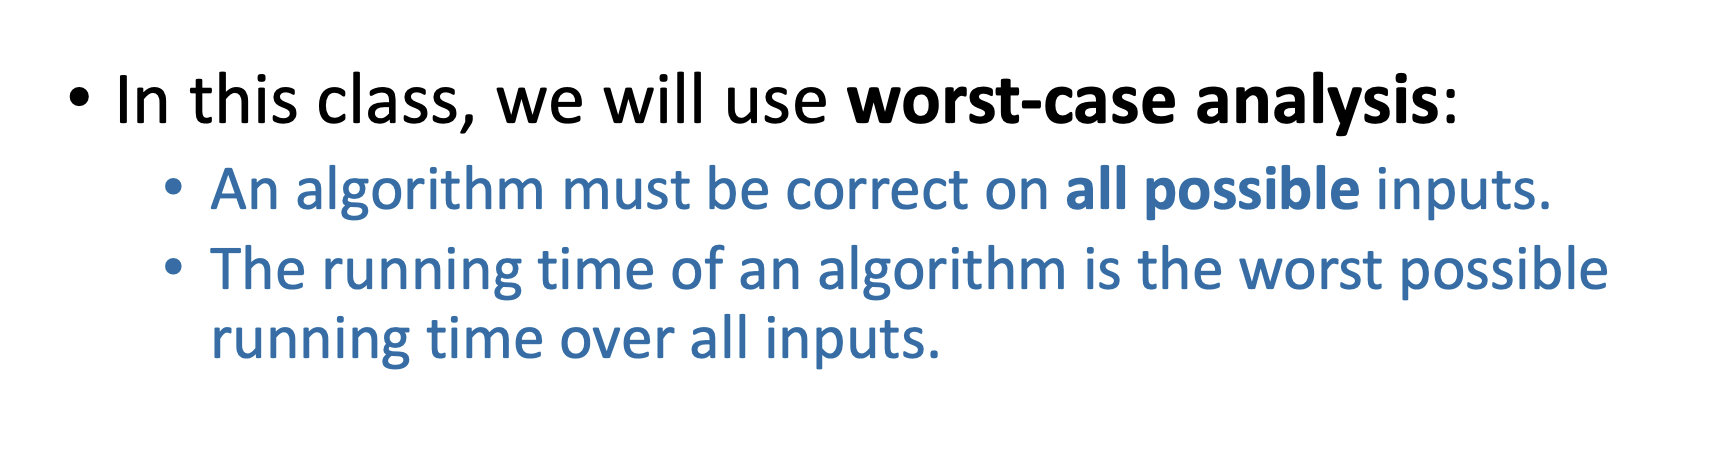 • In this class, we will use worst-case analysis:
• An algorithm must be correct on all possible inputs.
• The running time of an algorithm is the worst possible
running time over all inputs.